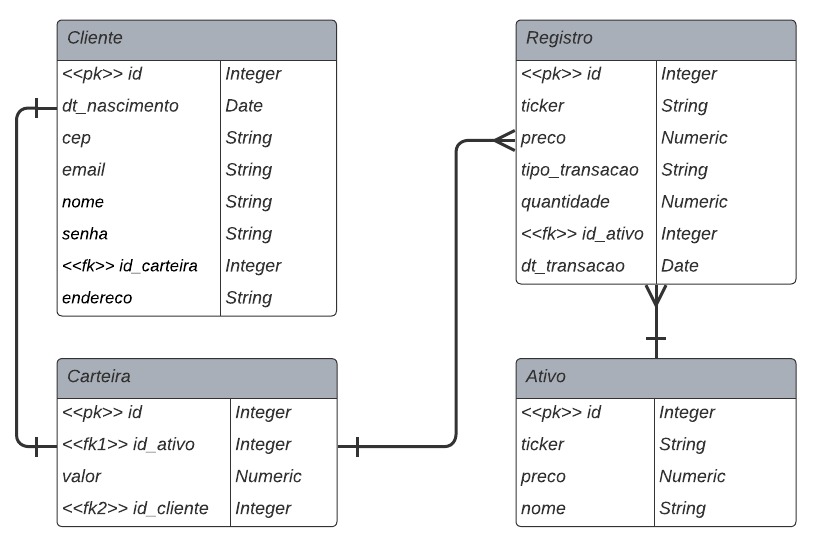 Cliente
<<pk>> id Integer
dt_nascimento Date
cep String
email String
nome String
senha String
<<fk>> id_carteira Integer
endereco String
Registro
<<pk>> id Integer
ticker String
preco Numeric
tipo_transacao String
quantidade Numeric
<<fk>> id_ativo Integer
dt_transacao Date
Carteira
<<pk>> id Integer
<<fk1>> id_ativo Integer
valor Numeric
<<fk2>> id_cliente Integer
Ativo
<<pk>> id Integer
ticker String
preco Numeric
nome String